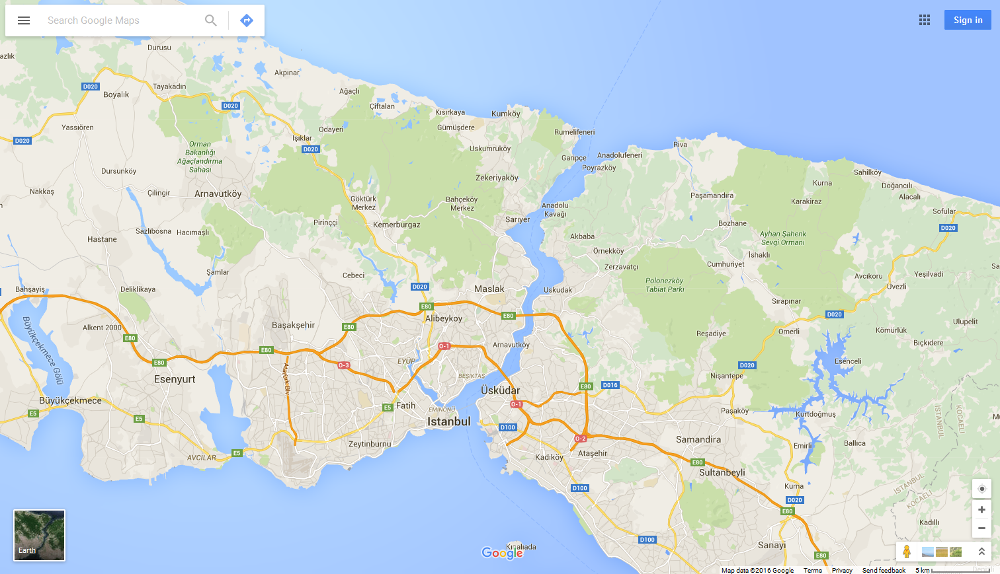 Search Google Maps
Sign in
Durusu
azlık
Akpınar
D020
Tayakadın
Boyalık
Ağaçlı
D020
Çiftalan
Kısırkaya
Kumköy
Yassıören
Odayeri
Gümüşdere
Rumelifeneri
D020
Işıklar
D020
Orman
Bakanlığı
Ağaçlandırma
Sahası
Uskumruköy
Garipçe
Anadolufeneri
Riva
Dursunköy
Zekeriyaköy
Poyrazköy
Sahilköy
Kurna
Doğancılı
Nakkaş
Çilingir
Arnavutköy
Göktürk
Merkez
Bahçeköy
Merkez
Anadolu
Kavağı
Paşamandıra
Karakiraz
Alacalı
Sofular
Pirinççi
Kemerburgaz
Sarıyer
Bozhane
D020
Sazlıbosna
Hacımaşlı
Hastane
Akbaba
Ayhan Şahenk
Sevgi Ormanı
Örnekköy
İshaklı
Zerzavatçı
Cumhuriyet
Sa
Şamlar
Cebeci
Avcıkoru
Yeşilvadi
Polonezköy
Tabiat Parkı
Üvezli
Bahşayiş
Deliklikaya
D020
Maslak
Uskudak
Sırapınar
E80
E80
D020
Alibeykoy
Büyükçekmece Gölü
Alkent 2000
Başakşehir
E80
Ulupelit
Kömürlük
Ömerli
Reşadiye
E80
O-1
Arnavutköy
Bıçkıdere
E80
E80
O-3
EYÜP
Esenceli
D020
Atatürk Blv.
Nişantepe
BEŞİKTAŞ
Esenyurt
Üsküdar
E80
D016
Büyükçekmece
E5
Fatih
EMİNÖNÜ
O-1
Paşaköy
Kurtdoğmuş
E5
E5
Istanbul
D100
İSTANBUL
KOCAELİ
Zeytinburnu
O-2
Samandira
Emirli
Ballıca
AVCILAR
E5
Kadıköy
Ataşehir
E80
Sultanbeyli
D100
Kurna
İSTANBUL
KOCAELİ
D020
E80
Kadıllı
D100
Sanayi
Earth
Google
Kınalıada
E80
Map data ©2016 Google
Terms
Privacy
Send feedback
5 km